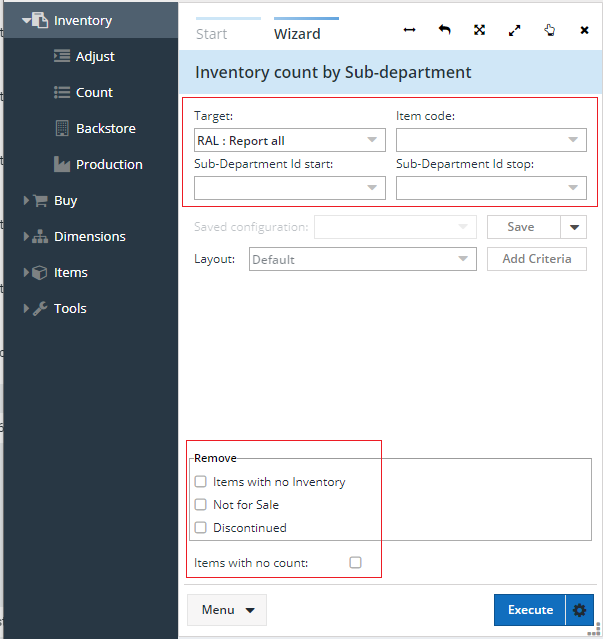 Inventory
Adjust
Count
Backstore
Production
Buy
Dimensions
Items
Tools
Start
Wizard
Inventory count by Sub-department
Target:
Item code:
RAL : Report all
Sub-Department Id start:
Sub-Department Id stop:
Saved configuration:
Save
Layout:
Default
Add Criteria
Remove
Items with no Inventory
Not for Sale
Discontinued
Items with no count:
Menu
Execute